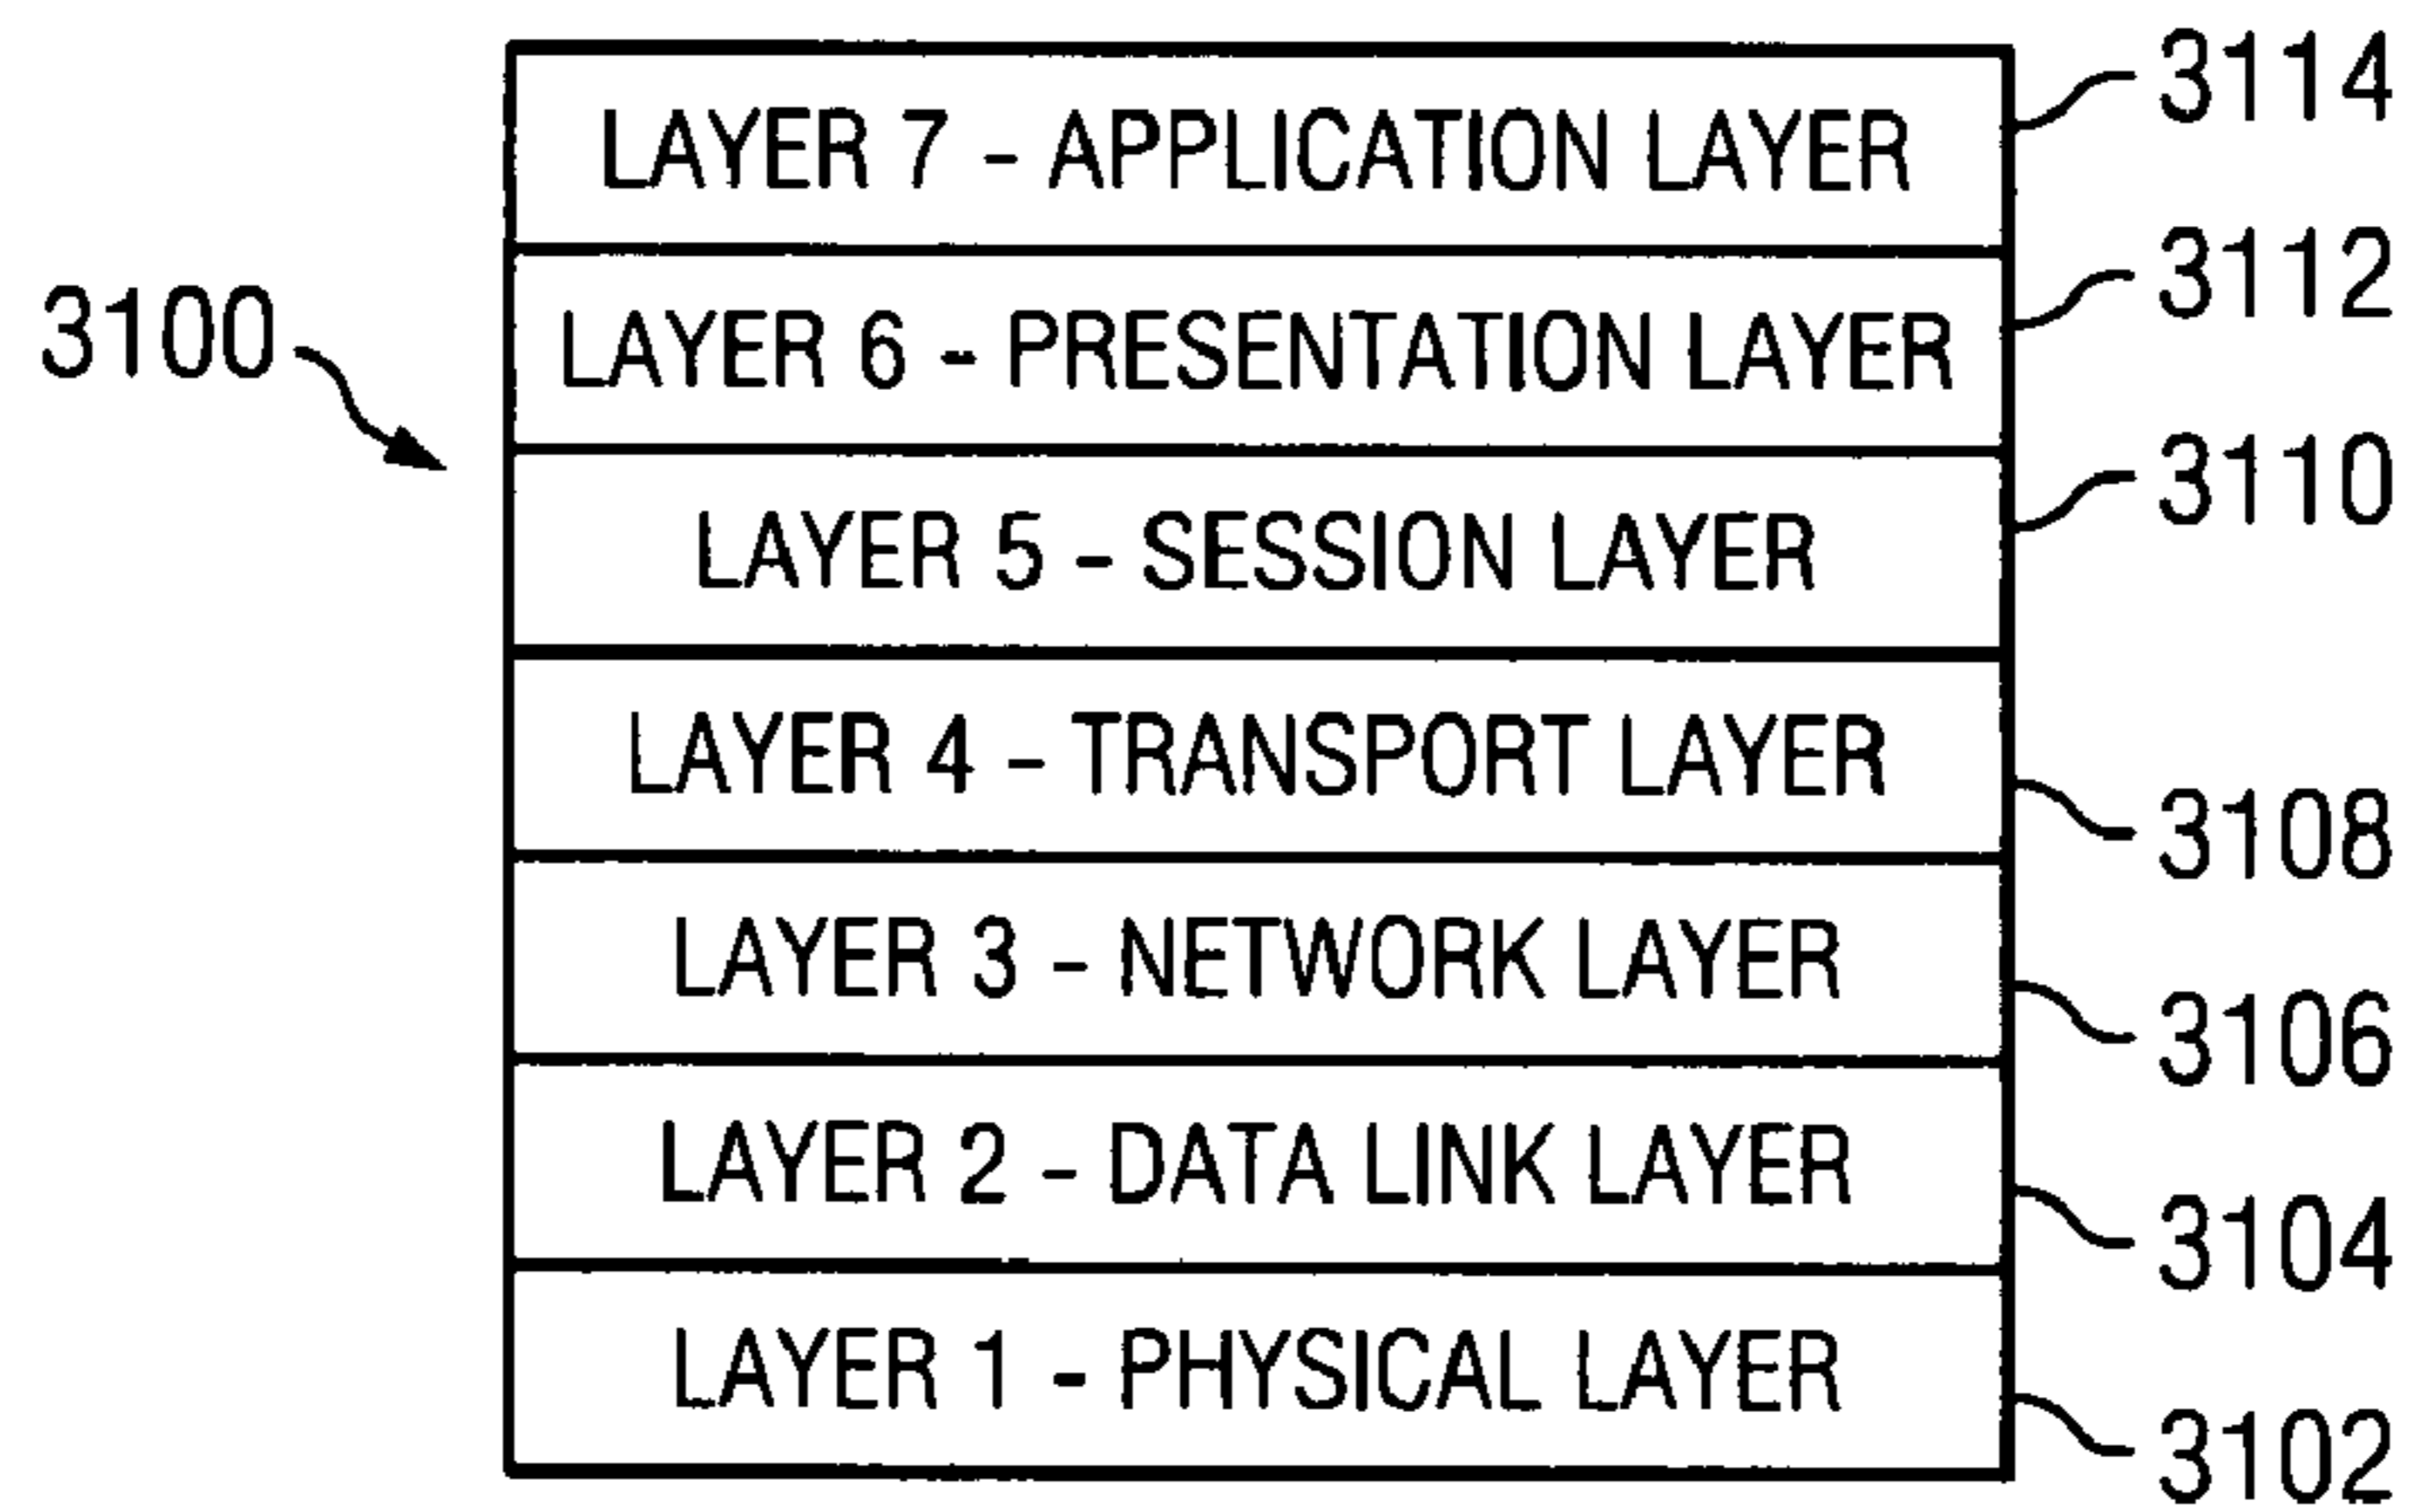 3114
LAYER 7 - APPLICATION LAYER
3112
3100
LAYER 6 - PRESENTATION LAYER
3110
LAYER 5 - SESSION LAYER
LAYER 4 - TRANSPORT LAYER
3108
LAYER 3 - NETWORK LAYER
3106
LAYER 2 - DATA LINK LAYER
3104
LAYER 1 - PHYSICAL LAYER
3102